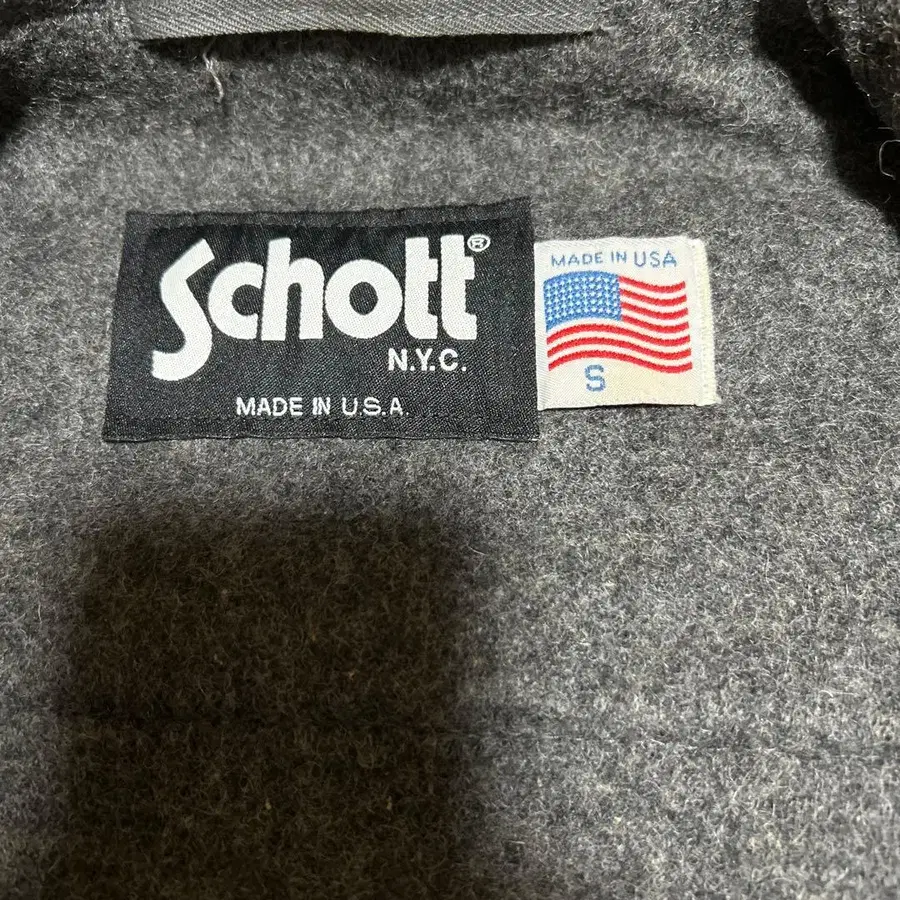 Schott®
N.Y.C.
MADE IN U.S.A.
MADE IN USA
S